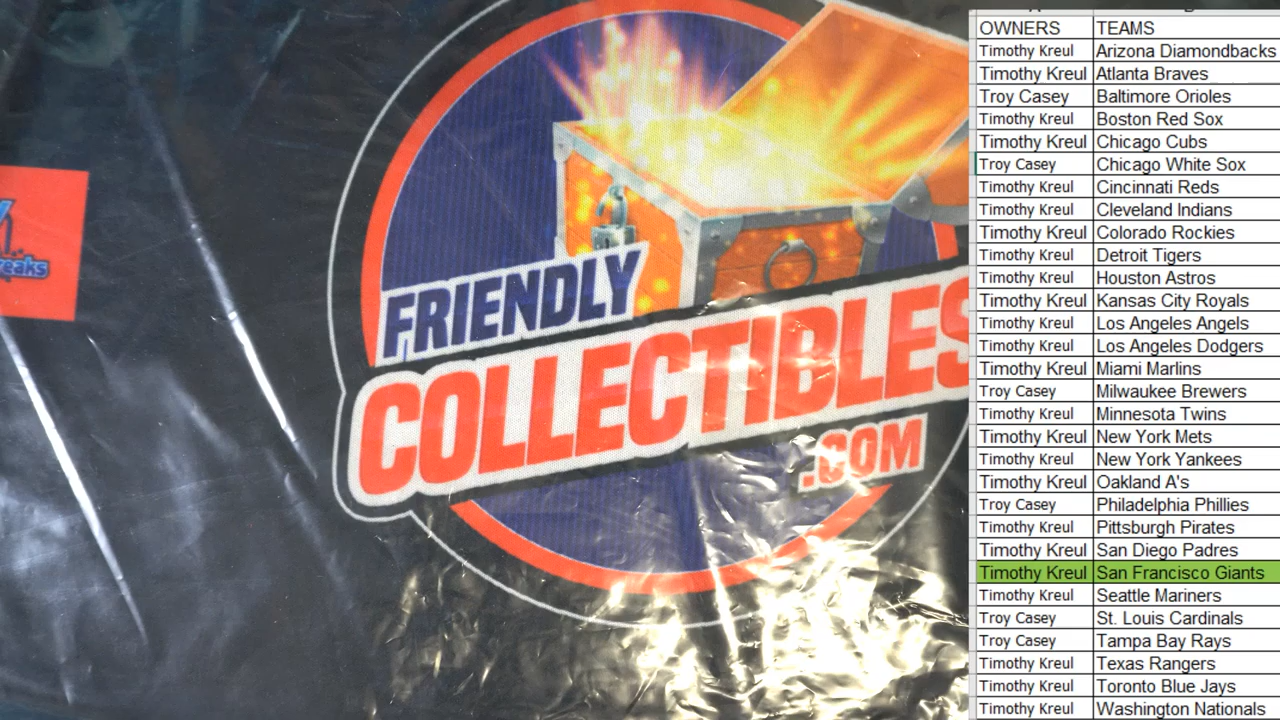 reaks
FRIENDLY
COLLECTIBLES
.COM
OWNERS TEAMS
Timothy Kreul Arizona Diamondbacks
Timothy Kreul Atlanta Braves
Troy Casey Baltimore Orioles
Timothy Kreul Boston Red Sox
Timothy Kreul Chicago Cubs
Troy Casey Chicago White Sox
Timothy Kreul Cincinnati Reds
Timothy Kreul Cleveland Indians
Timothy Kreul Colorado Rockies
Timothy Kreul Detroit Tigers
Timothy Kreul Houston Astros
Timothy Kreul Kansas City Royals
Timothy Kreul Los Angeles Angels
Timothy Kreul Los Angeles Dodgers
Timothy Kreul Miami Marlins
Troy Casey Milwaukee Brewers
Timothy Kreul Minnesota Twins
Timothy Kreul New York Mets
Timothy Kreul New York Yankees
Timothy Kreul Oakland A's
Troy Casey Philadelphia Phillies
Timothy Kreul Pittsburgh Pirates
Timothy Kreul San Diego Padres
Timothy Kreul San Francisco Giants
Timothy Kreul Seattle Mariners
Troy Casey St. Louis Cardinals
Troy Casey Tampa Bay Rays
Timothy Kreul Texas Rangers
Timothy Kreul Toronto Blue Jays
Timothy Kreul Washington Nationals